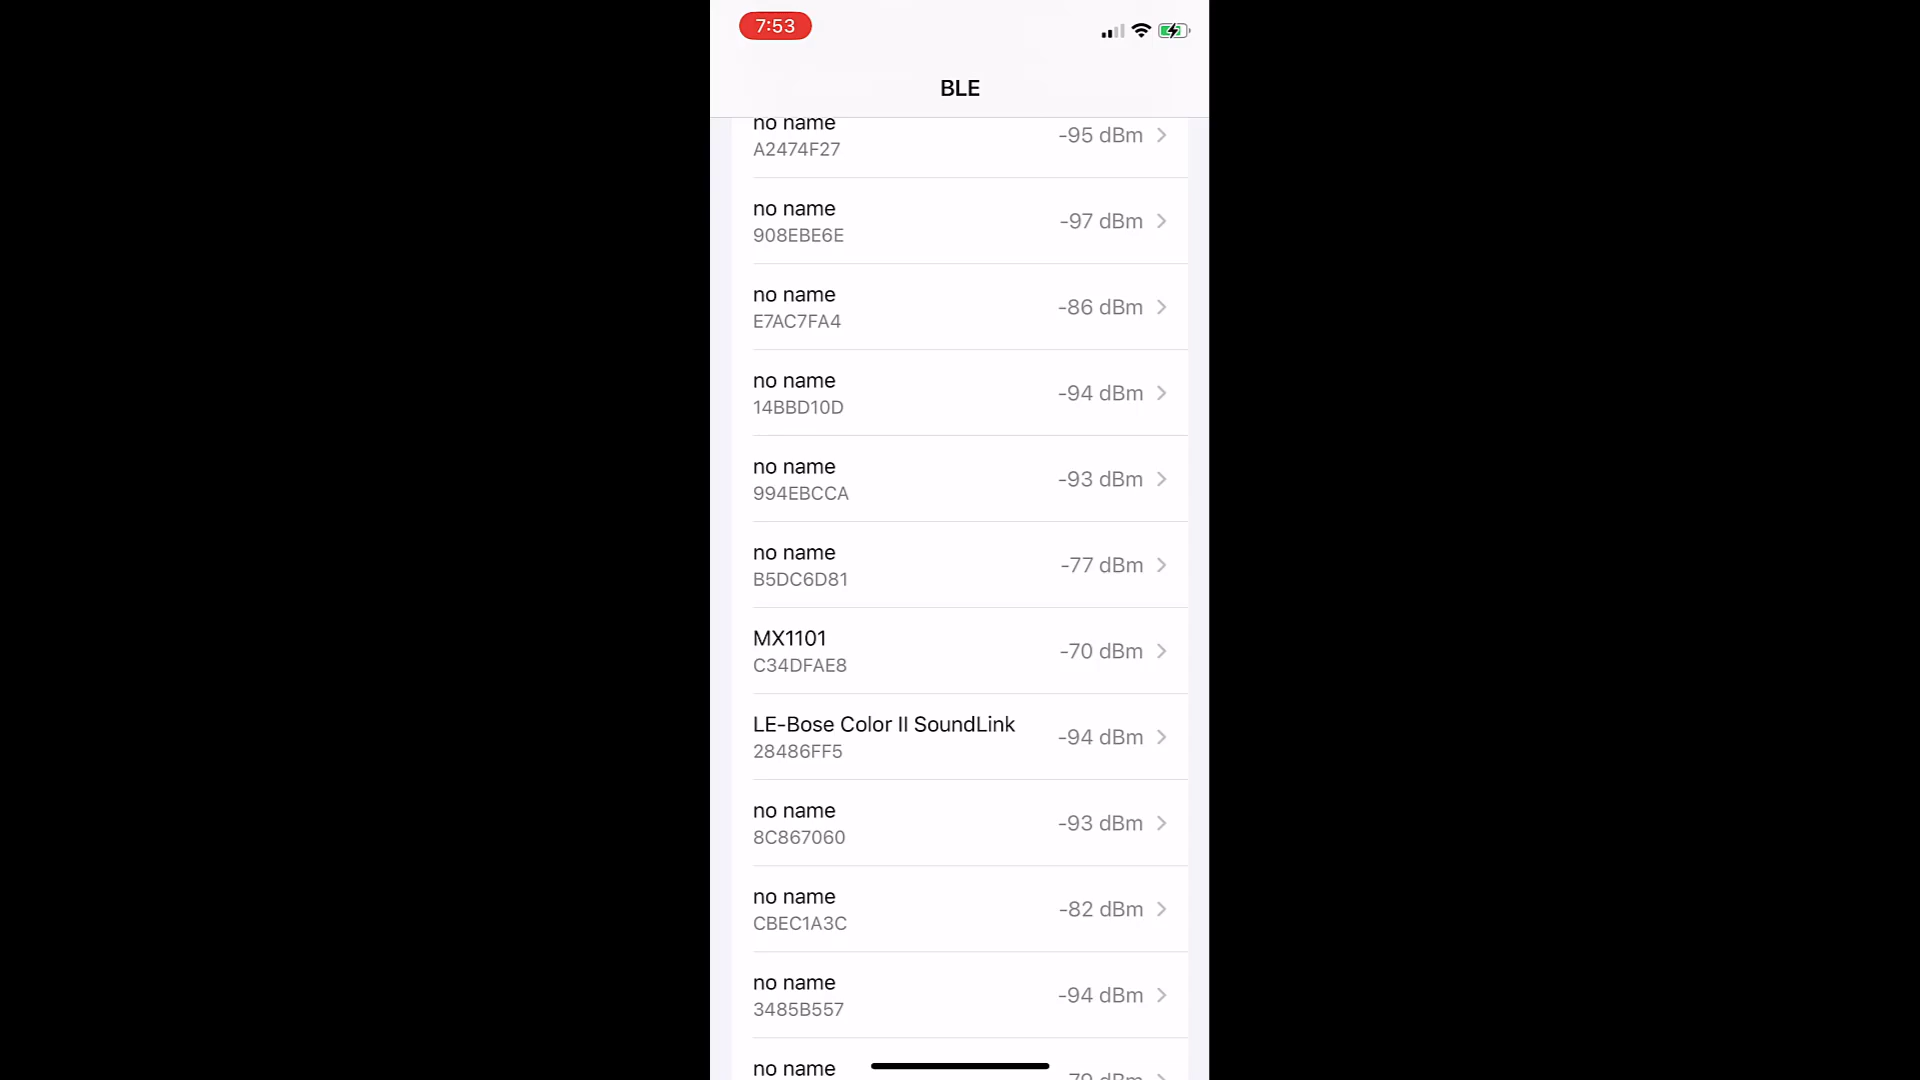 7:53
BLE
no name
-95 dBm
A2474F27
no name
-97 dBm
908EBE6E
no name
-86 dBm
E7AC7FA4
no name
-94 dBm
14BBD10D
no name
-93 dBm
994EBCCA
no name
-77 dBm
B5DC6D81
MX1101
-70 dBm
C34DFAE8
LE-Bose Color II SoundLink
-94 dBm
28486FF5
no name
-93 dBm
8C867060
no name
-82 dBm
CBEC1A3C
no name
-94 dBm
3485B557
no name